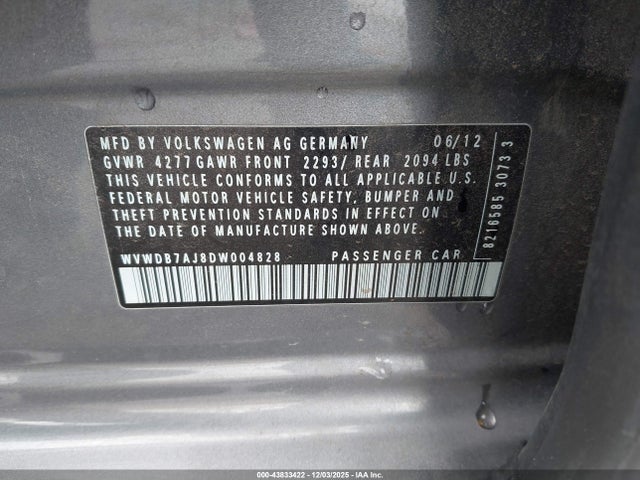 MFD BY VOLKSWAGEN AG GERMANY 06/12
GVWR 4277 GAWR FRONT 2293/ REAR 2094 LBS
THIS VEHICLE CONFORMS TO ALL APPLICABLE U.S.
FEDERAL MOTOR VEHICLE SAFETY, BUMPER AND
THEFT PREVENTION STANDARDS IN EFFECT ON
THE DATE OF MANUFACTURE SHOWN ABOVE.
WVWDB7AJ8DW004828 PASSENGER CAR
8216585 3073 3
000-43833422 - 12/03/2025 - IAA Inc.